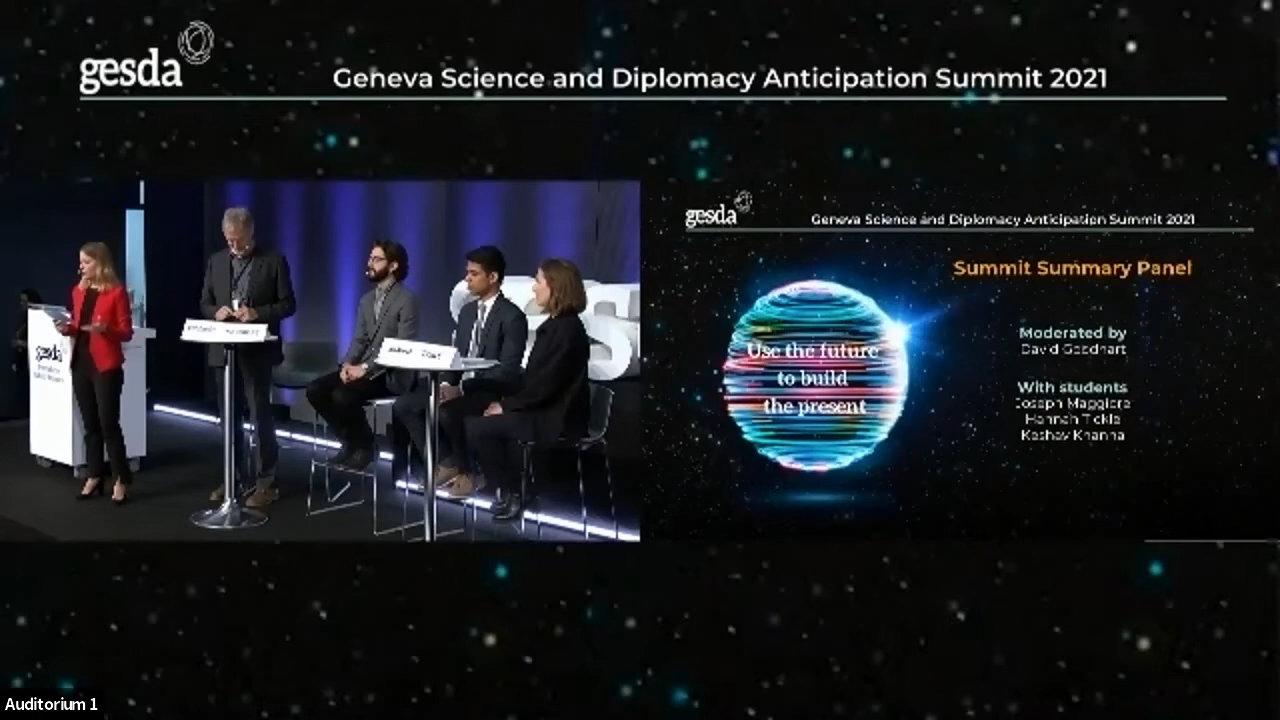 gesda
Geneva Science and Diplomacy Anticipation Summit 2021
gesda
gesda
Geneva Science and Diplomacy Anticipation Summit 2021
Summit Summary Panel
Use the future
to build
the present
Moderated by
David Goodhart
With students
Joseph Maggiore
Hannah Tickle
Keshav Khanna
Auditorium 1